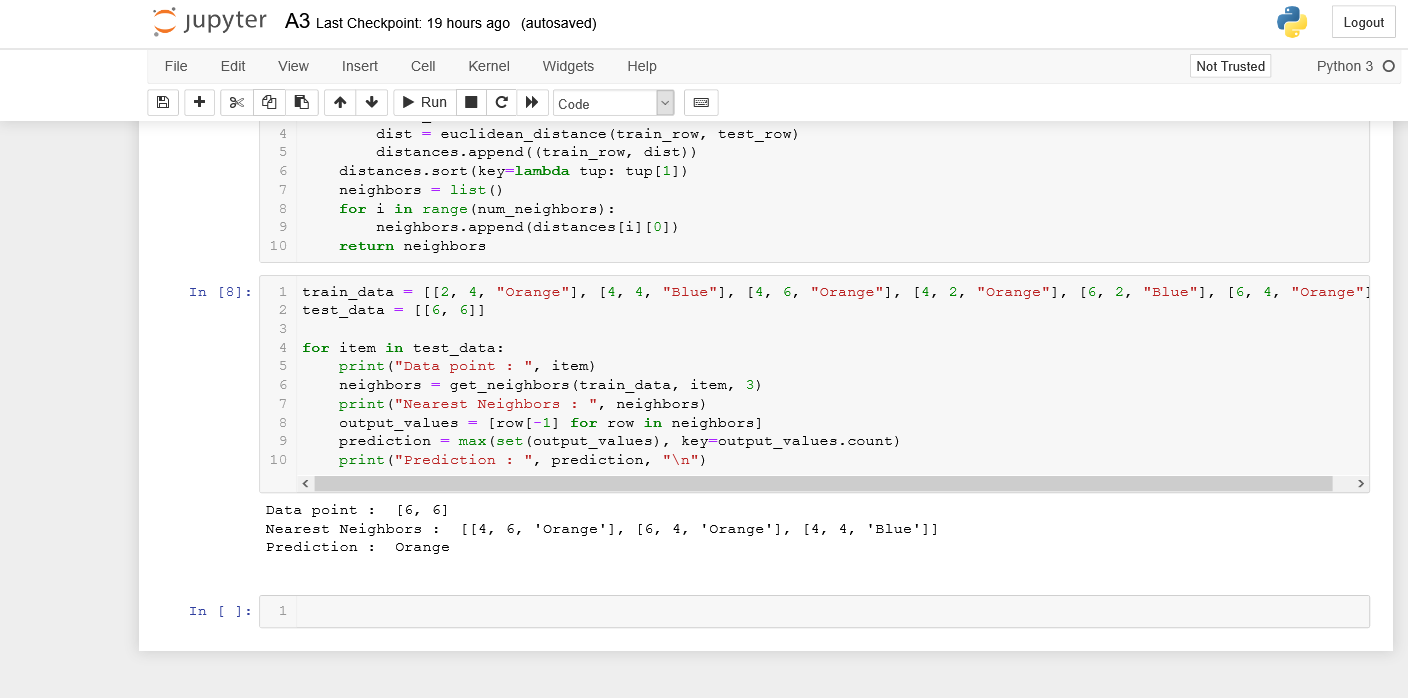 jupyter A3 Last Checkpoint: 19 hours ago (autosaved) Logout
File Edit View Insert Cell Kernel Widgets Help Not Trusted Python 3
Run Code
4 dist = euclidean_distance(train_row, test_row)
5 distances.append((train_row, dist))
6 distances.sort(key=lambda tup: tup[1])
7 neighbors = list()
8 for i in range(num_neighbors):
9 neighbors.append(distances[i][0])
10 return neighbors
In [8]:
1 train_data = [[2, 4, "Orange"], [4, 4, "Blue"], [4, 6, "Orange"], [4, 2, "Orange"], [6, 2, "Blue"], [6, 4, "Orange"]
2 test_data = [[6, 6]]
3
4 for item in test_data:
5 print("Data point : ", item)
6 neighbors = get_neighbors(train_data, item, 3)
7 print("Nearest Neighbors : ", neighbors)
8 output_values = [row[-1] for row in neighbors]
9 prediction = max(set(output_values), key=output_values.count)
10 print("Prediction : ", prediction, "\n")
Data point :  [6, 6]
Nearest Neighbors :  [[4, 6, 'Orange'], [6, 4, 'Orange'], [4, 4, 'Blue']]
Prediction :  Orange
In [ ]: 1